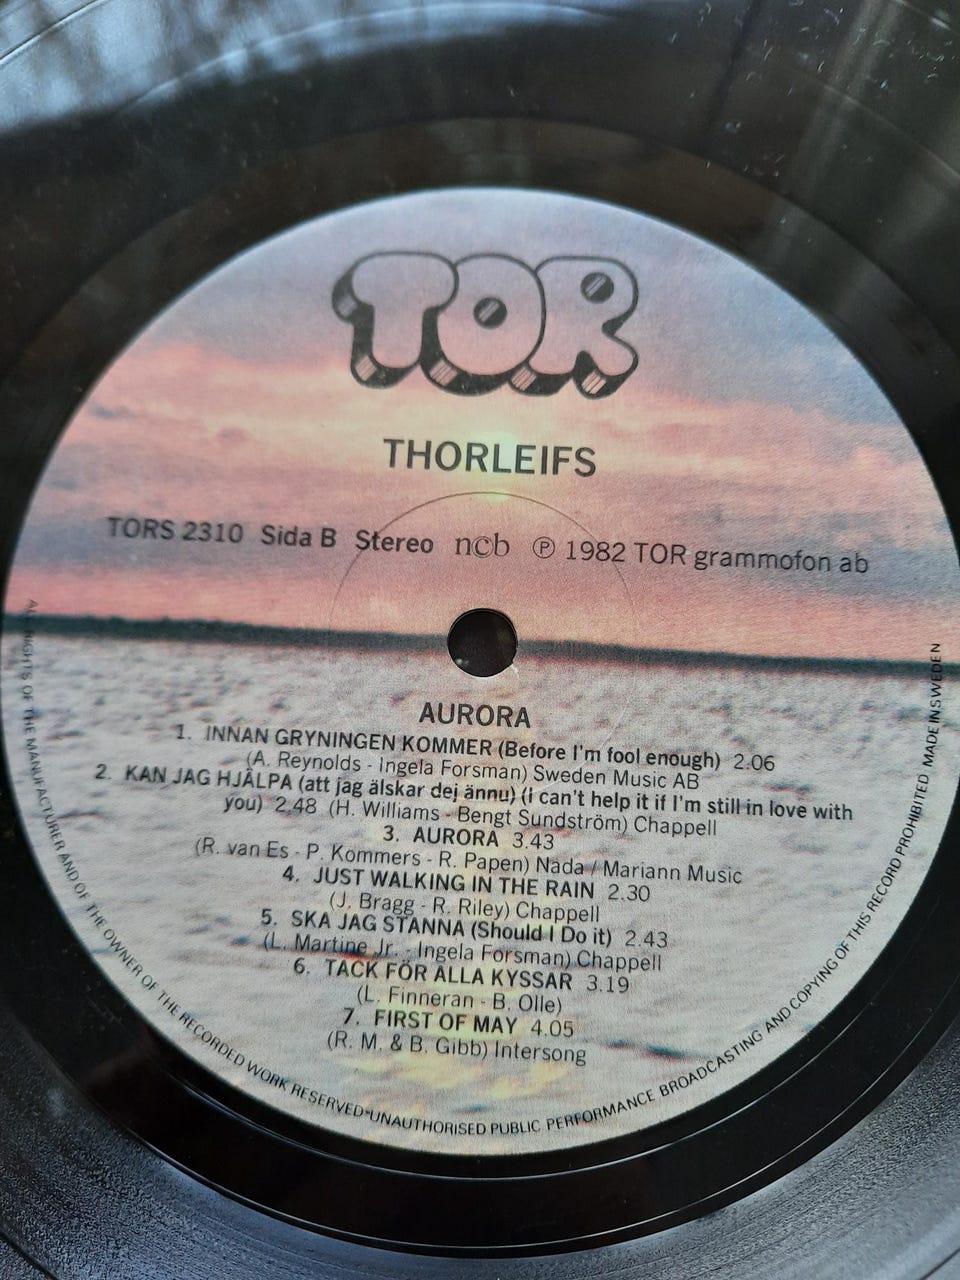 TOR
THORLEIFS
TORS 2310 Sida B Stereo ncb ℗ 1982 TOR grammofon ab
AURORA
1. INNAN GRYNINGEN KOMMER (Before I'm fool enough) 2.06
(A. Reynolds - Ingela Forsman) Sweden Music AB
2. KAN JAG HJÄLPA (att jag älskar dej ännu) (i can't help it if I'm still in love with
you) 2.48 (H. Williams - Bengt Sundström) Chappell
3. AURORA 3.43
(R. van Es - P. Kommers - R. Papen) Nada / Mariann Music
4. JUST WALKING IN THE RAIN 2.30
(J. Bragg - R. Riley) Chappell
5. SKA JAG STANNA (Should I Do it) 2.43
(L. Martine Jr. - Ingela Forsman) Chappell
6. TACK FÖR ALLA KYSSAR 3.19
(L. Finneran - B. Olle)
7. FIRST OF MAY 4.05
(R. M. & B. Gibb) Intersong
ALL RIGHTS OF THE MANUFACTURER AND OF THE OWNER OF THE RECORDED WORK RESERVED*UNAUTHORISED PUBLIC PERFORMANCE BROADCASTING AND COPYING OF THIS RECORD PROHIBITED MADE IN SWEDEN